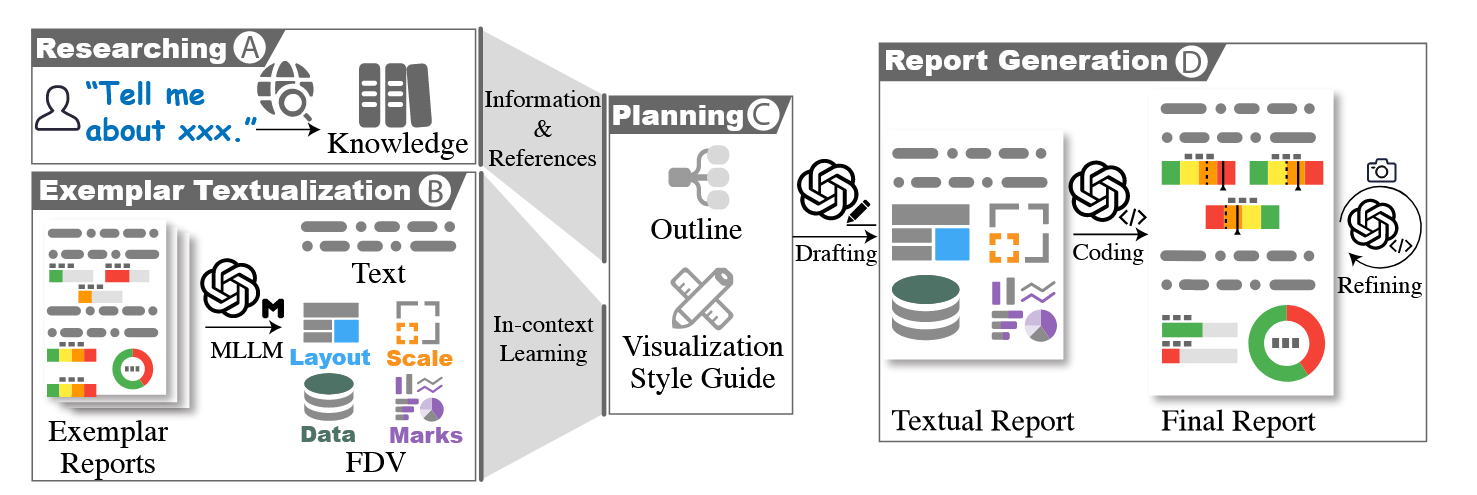 Researching A
“Tell me
about xxx.”
Knowledge
Exemplar Textualization B
Text
MLLM
Layout
Scale
Data
Marks
Exemplar
Reports
FDV
Information
&
References
In-context
Learning
Planning C
Outline
Visualization
Style Guide
Report Generation D
Drafting
</>
Coding
</>
Refining
Textual Report
Final Report